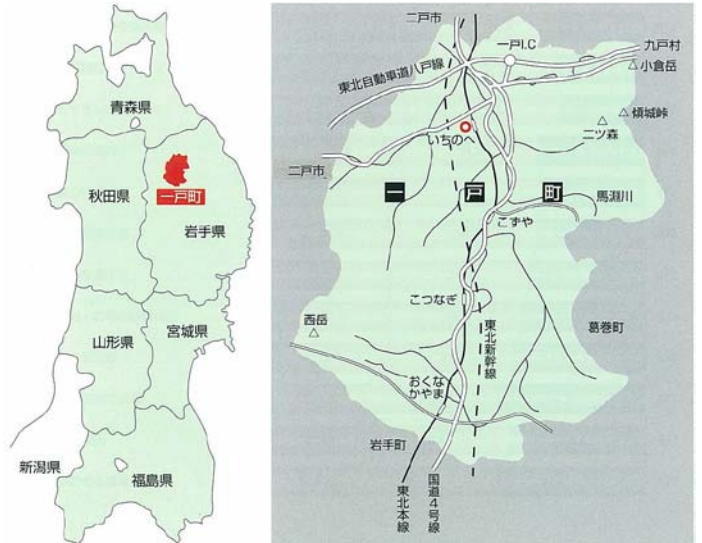 青森県
秋田県
一戸町
岩手県
山形県
宮城県
新潟県
福島県
二戸市
一戸I.C
九戸村
小倉岳
東北自動車道八戸線
傾城峠
二ツ森
いちのへ
二戸市
一戸町
馬淵川
こずや
こつなぎ
西岳
東北新幹線
葛巻町
おくなかやま
岩手町
東北本線
国道4号線